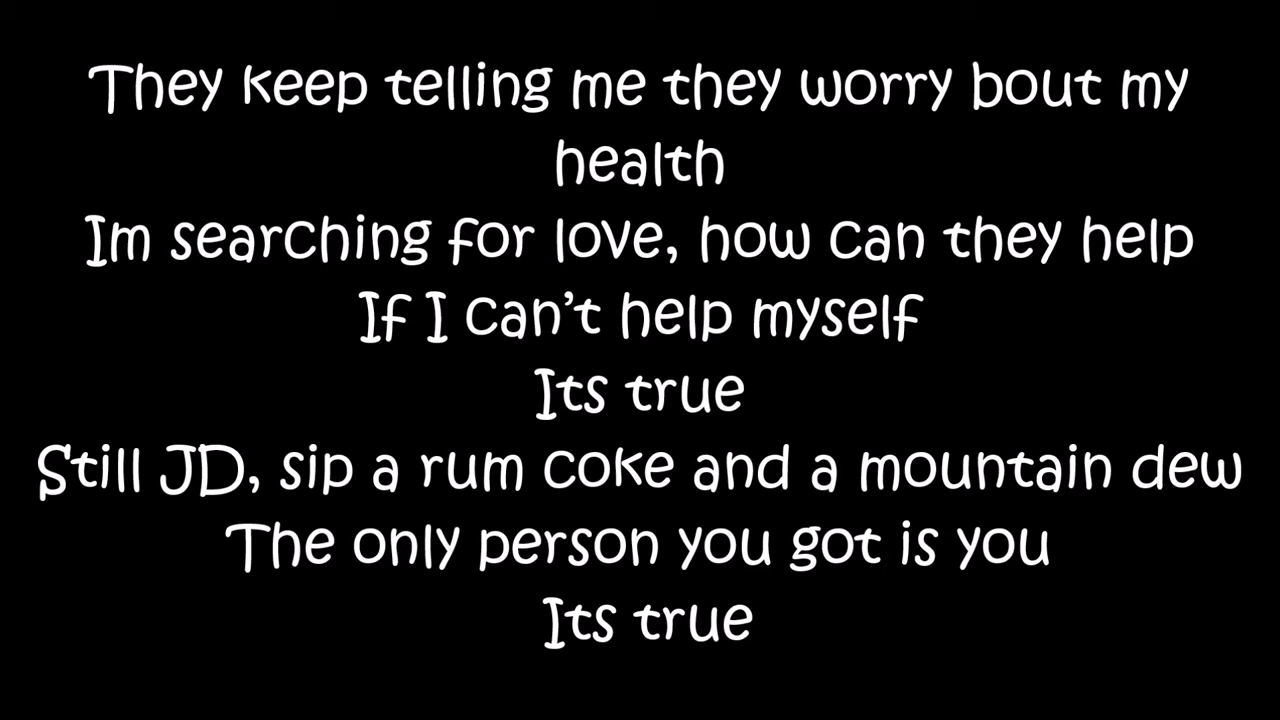 They keep telling me they worry bout my
health
Im searching for love, how can they help
If I can’t help myself
Its true
Still JD, sip a rum coke and a mountain dew
The only person you got is you
Its true